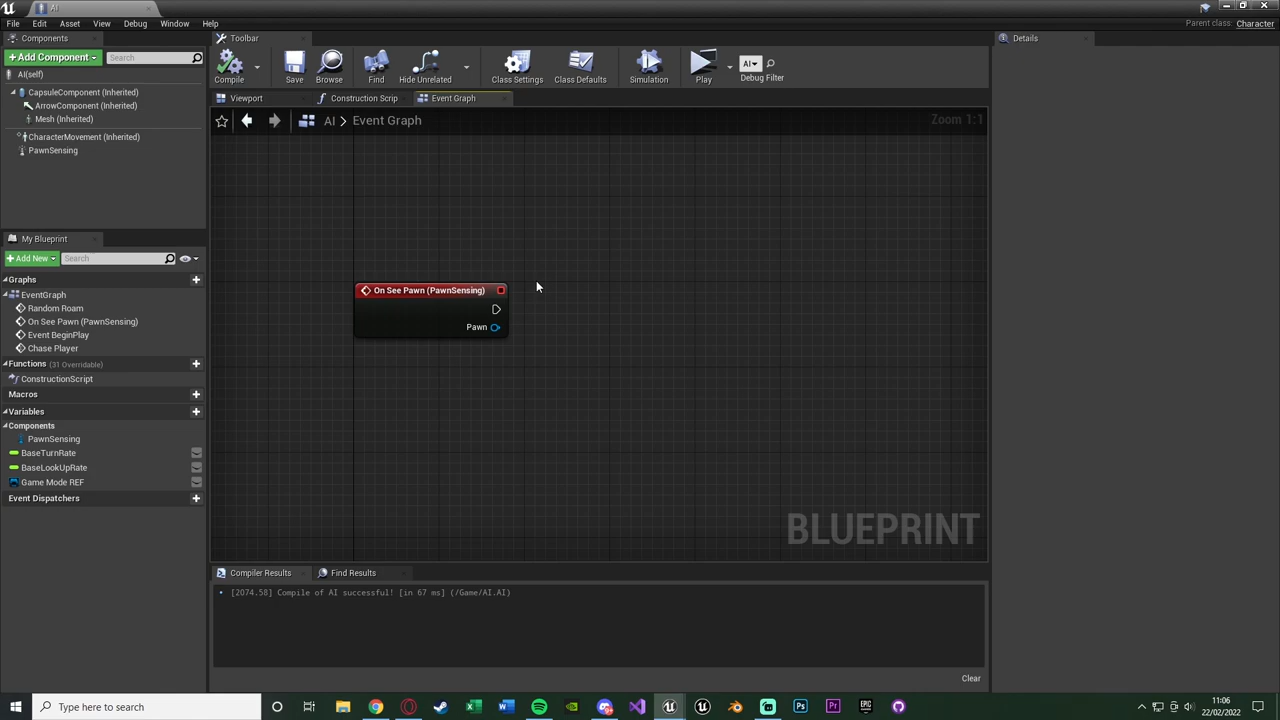 AI
File Edit Asset View Debug Window Help
Parent class: Character
Components
Toolbar
Details
Add Component
Search
AI(self)
Compile
Save
Browse
Find
Hide Unrelated
Class Settings
Class Defaults
Simulation
Play
AI
Debug Filter
CapsuleComponent (Inherited)
ArrowComponent (Inherited)
Mesh (Inherited)
CharacterMovement (Inherited)
PawnSensing
Viewport
Construction Scrip
Event Graph
AI > Event Graph
Zoom 1:1
On See Pawn (PawnSensing)
Pawn
BLUEPRINT
My Blueprint
Add New
Search
Graphs
EventGraph
Random Roam
On See Pawn (PawnSensing)
Event BeginPlay
Chase Player
Functions (31 Overridable)
ConstructionScript
Macros
Variables
Components
PawnSensing
BaseTurnRate
BaseLookUpRate
Game Mode REF
Event Dispatchers
Compiler Results
Find Results
[2074.58] Compile of AI successful! [in 67 ms] (/Game/AI.AI)
Clear
Type here to search
11:06
22/02/2022